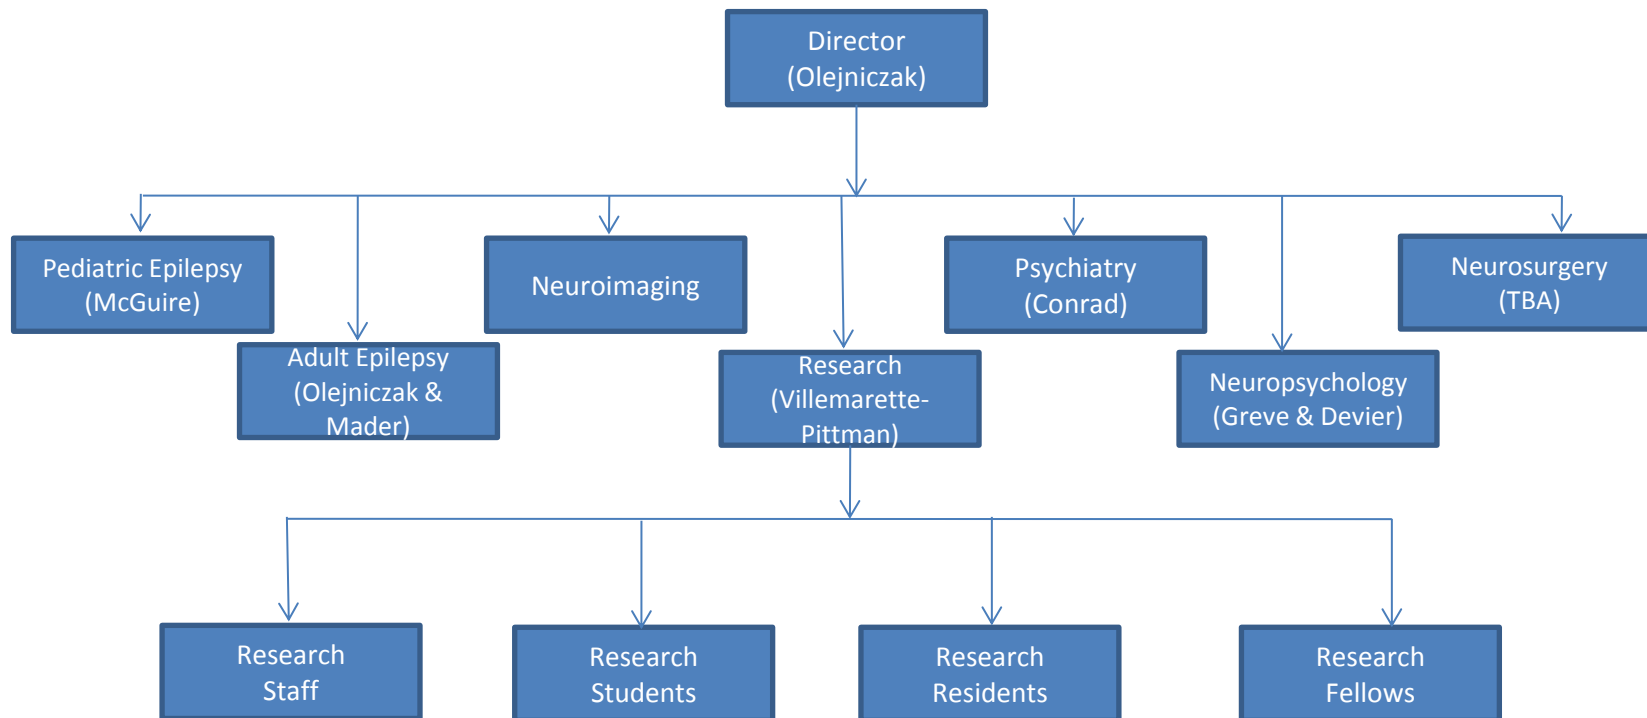 Director
(Olejniczak)
Pediatric Epilepsy
(McGuire)
Neuroimaging
Psychiatry
(Conrad)
Neurosurgery
(TBA)
Adult Epilepsy
(Olejniczak &
Mader)
Research
(Villemarette-
Pittman)
Neuropsychology
(Greve & Devier)
Research
Staff
Research
Students
Research
Residents
Research
Fellows